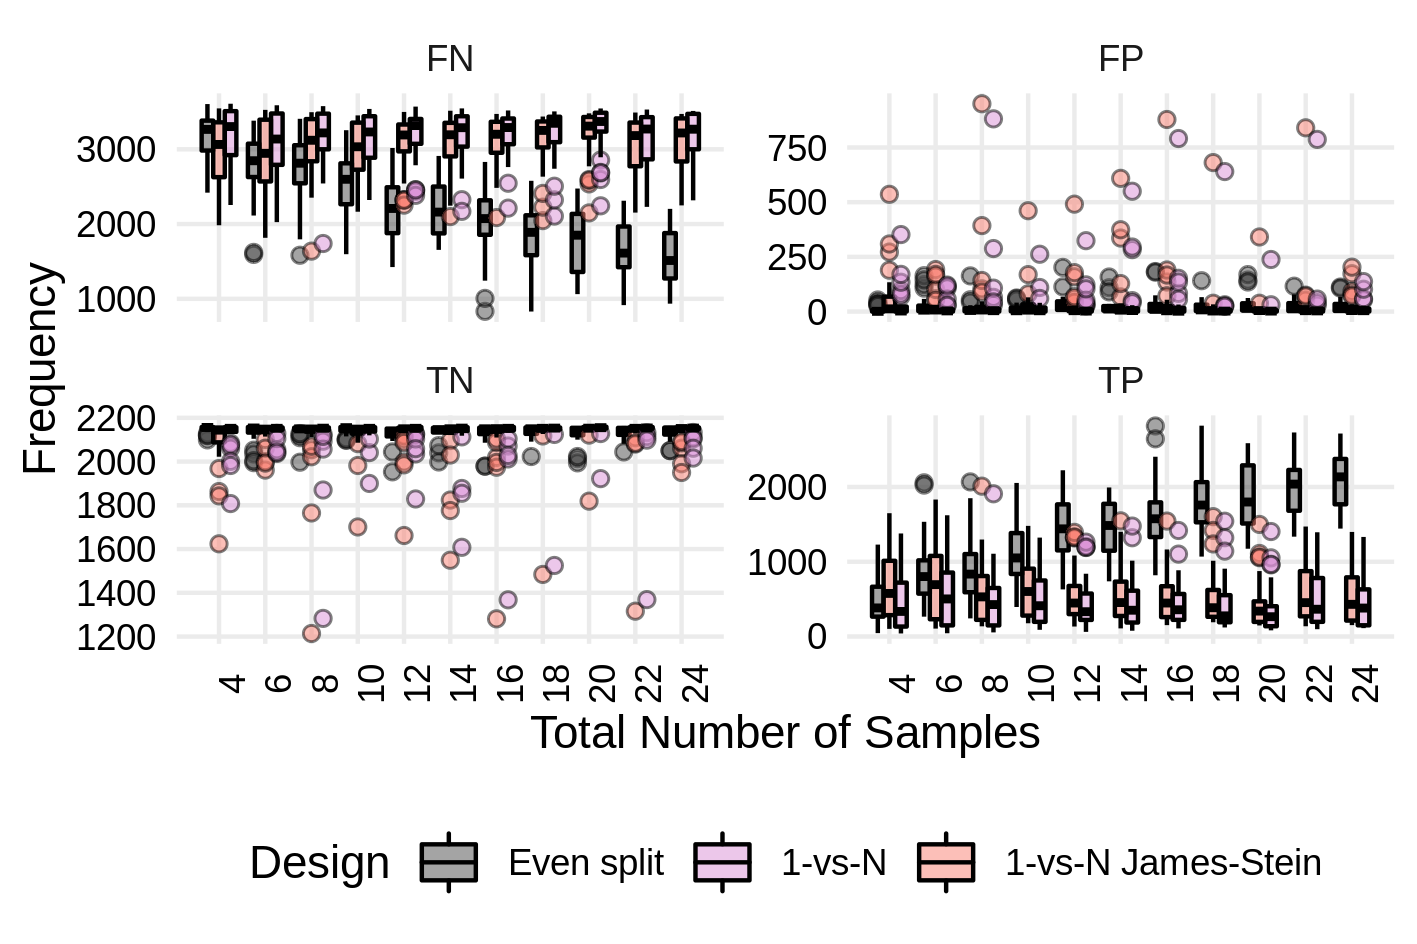 FN
FP
3000
2000
1000
750
500
250
0
Frequency
TN
TP
2200
2000
1800
1600
1400
1200
2000
1000
0
4 6 8 10 12 14 16 18 20 22 24
4 6 8 10 12 14 16 18 20 22 24
Total Number of Samples
Design Even split 1-vs-N 1-vs-N James-Stein